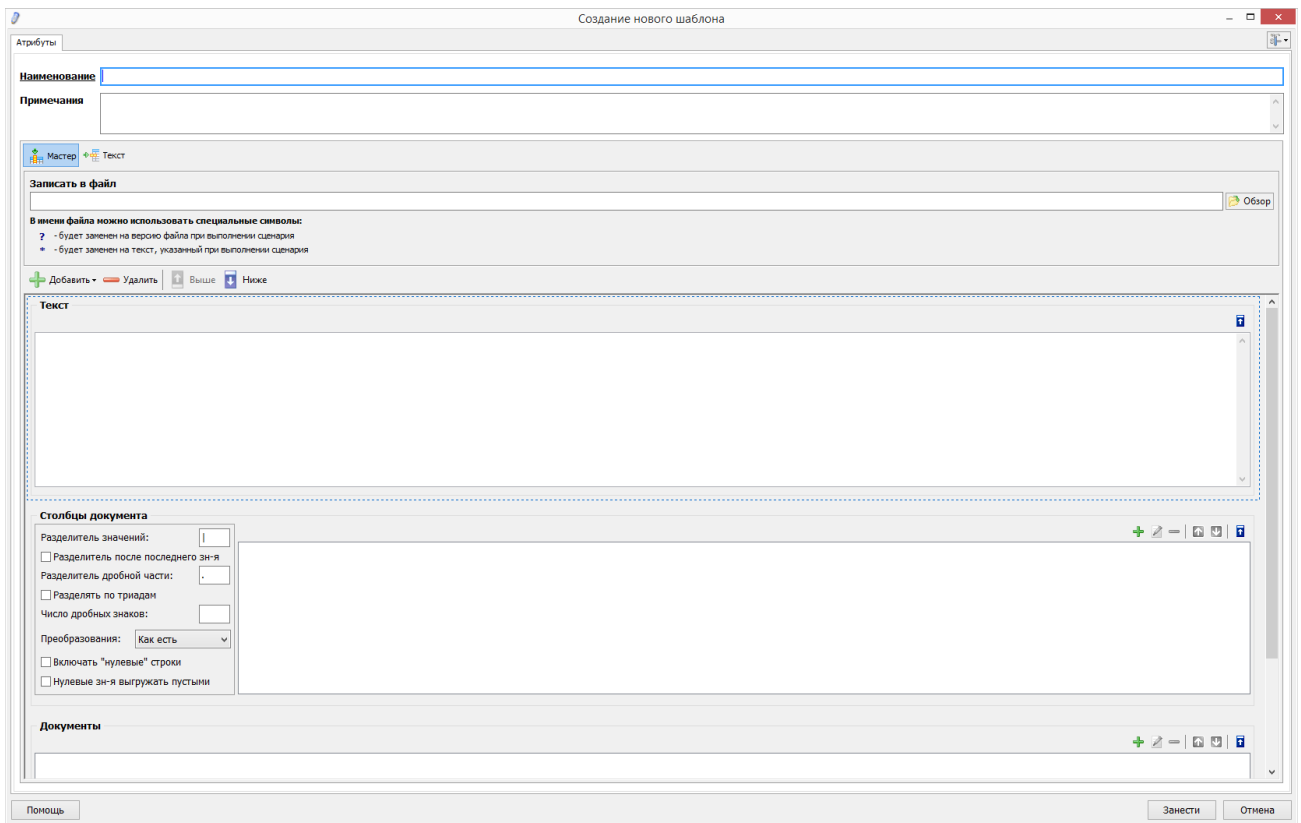 Создание нового шаблона
Атрибуты
Наименование
Примечания
Мастер Текст
Записать в файл
Обзор
В имени файла можно использовать специальные символы:
? - будет заменен на версию файла при выполнении сценария
* - будет заменен на текст, указанный при выполнении сценария
Добавить Удалить Выше Ниже
Текст
Столбцы документа
Разделитель значений: |
Разделитель после последнего зн-я
Разделитель дробной части: .
Разделять по триадам
Число дробных знаков:
Преобразования: Как есть
Включать "нулевые" строки
Нулевые зн-я выгружать пустыми
Документы
Помощь Занести Отмена